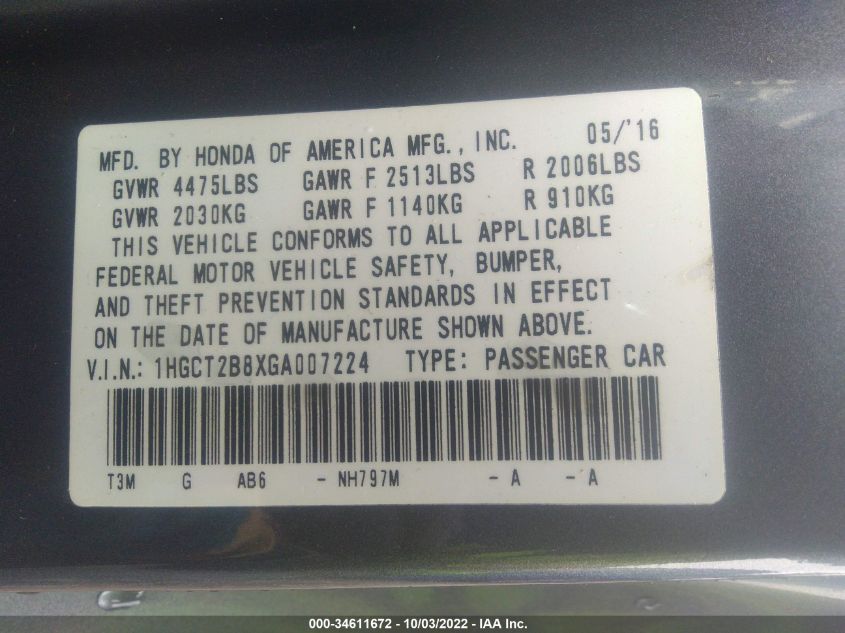 MFD. BY HONDA OF AMERICA MFG., INC. 05/'16
GVWR 4475LBS GAWR F 2513LBS R 2006LBS
GVWR 2030KG GAWR F 1140KG R 910KG
THIS VEHICLE CONFORMS TO ALL APPLICABLE
FEDERAL MOTOR VEHICLE SAFETY, BUMPER,
AND THEFT PREVENTION STANDARDS IN EFFECT
ON THE DATE OF MANUFACTURE SHOWN ABOVE.
V.I.N.: 1HGCT2B8XGA007224 TYPE: PASSENGER CAR
T3M G AB6 - NH797M - A - A
000-34611672 - 10/03/2022 - IAA Inc.